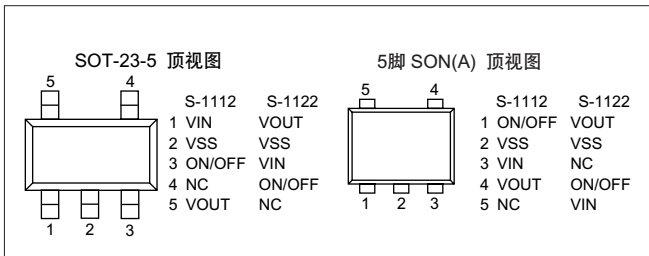 SOT-23-5 顶视图
5 4
S-1112 S-1122
1 VIN VOUT
2 VSS VSS
3 ON/OFF VIN
4 NC ON/OFF
5 VOUT NC
1 2 3
5脚 SON(A) 顶视图
5 4
S-1112 S-1122
1 ON/OFF VOUT
2 VSS VSS
3 VIN NC
4 VOUT ON/OFF
5 NC VIN
1 2 3